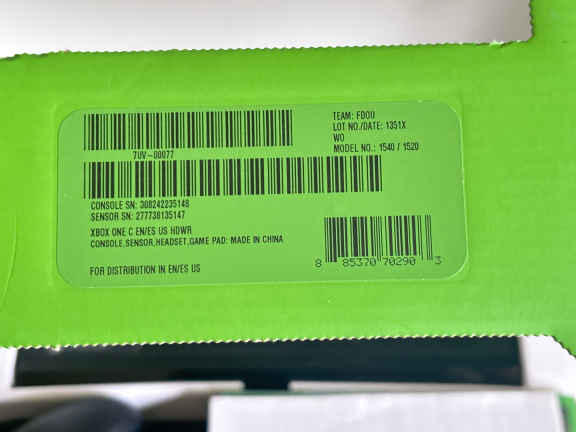 7UV-00077
TEAM: FDOU
LOT NO./DATE: 1351X
WO
MODEL NO.: 1540 / 1520
CONSOLE SN: 308242235148
SENSOR SN: 277738135147
XBOX ONE C EN/ES US HDWR
CONSOLE,SENSOR,HEADSET,GAME PAD: MADE IN CHINA
FOR DISTRIBUTION IN EN/ES US
8 85370 70290 3